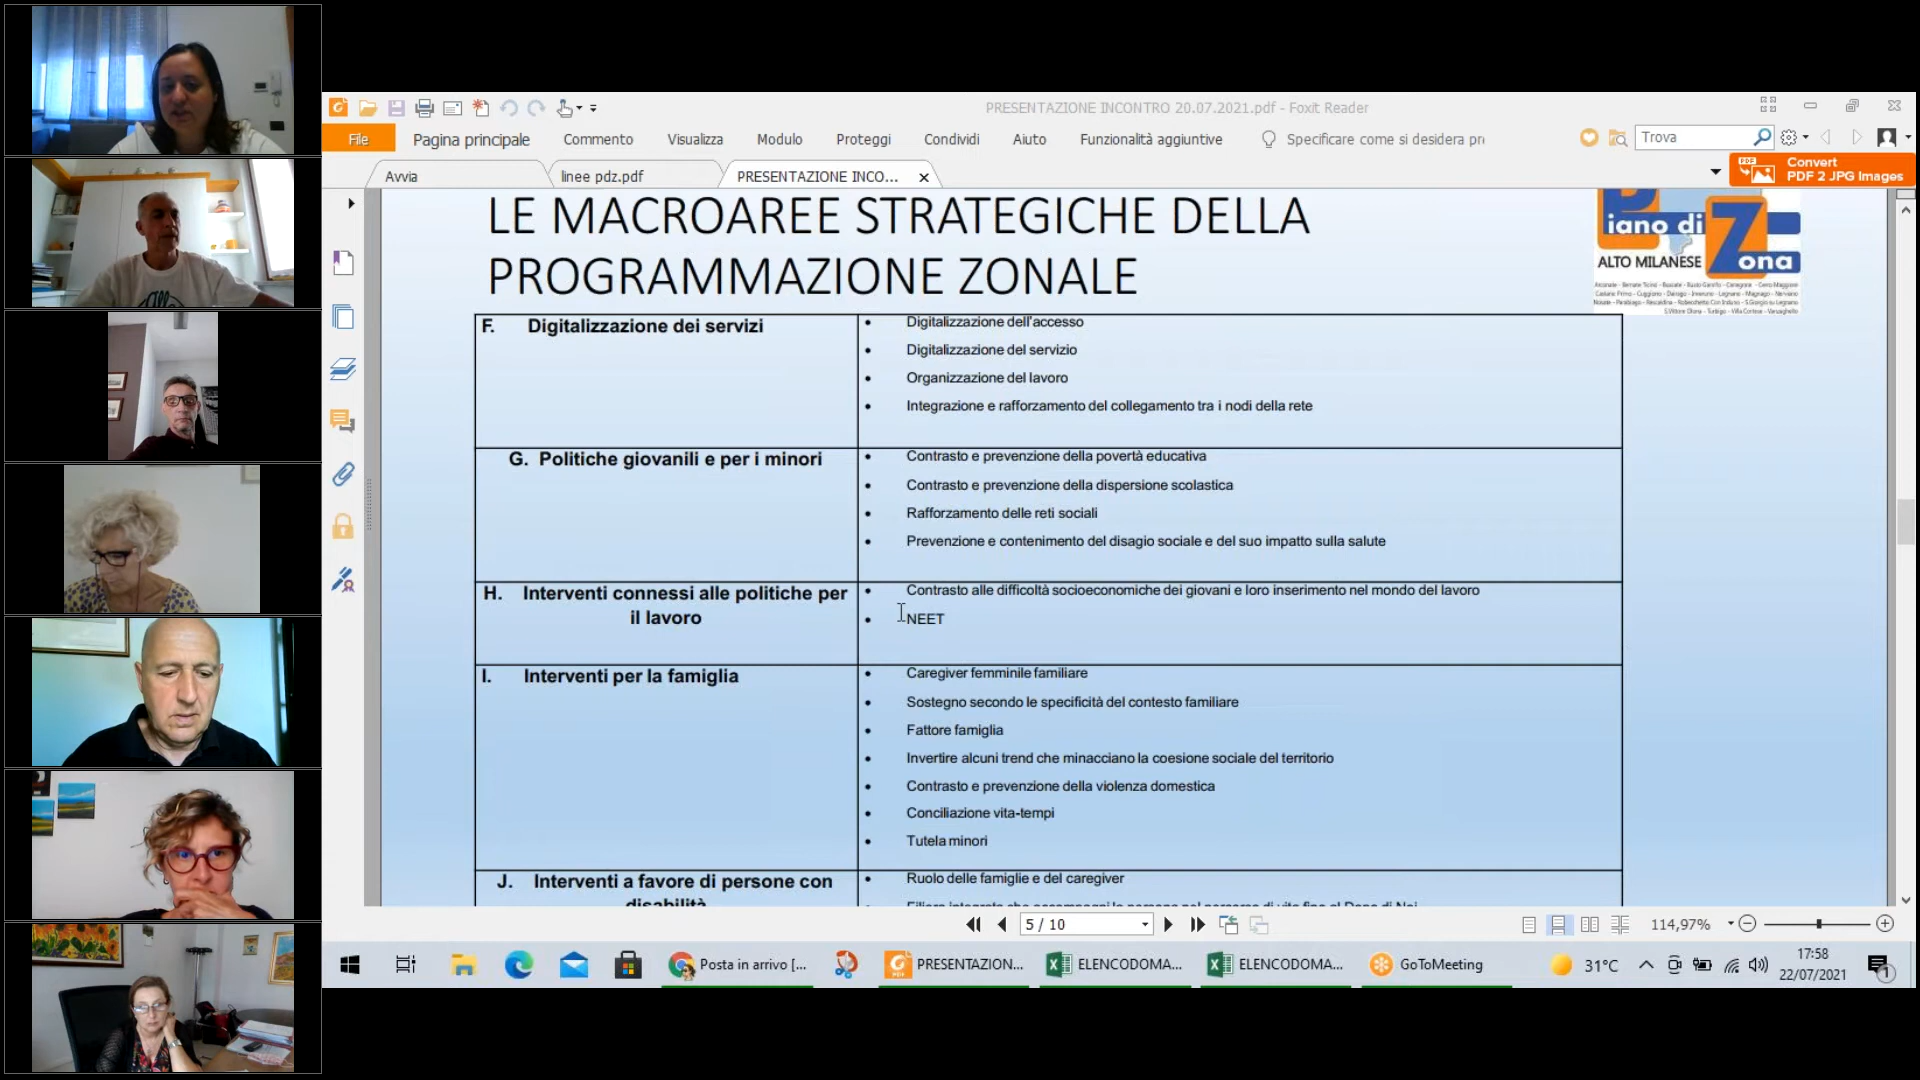 PRESENTAZIONE INCONTRO 20.07.2021.pdf - Foxit Reader
File Pagina principale Commento Visualizza Modulo Proteggi Condividi Aiuto Funzionalità aggiuntive Specificare come si desidera pr Trova
Convert
PDF 2 JPG Images
Avvia linee pdz.pdf PRESENTAZIONE INCO...
LE MACROAREE STRATEGICHE DELLA
PROGRAMMAZIONE ZONALE
iano di Zona
ALTO MILANESE
F. Digitalizzazione dei servizi
• Digitalizzazione dell'accesso
• Digitalizzazione del servizio
• Organizzazione del lavoro
• Integrazione e rafforzamento del collegamento tra i nodi della rete
G. Politiche giovanili e per i minori
• Contrasto e prevenzione della povertà educativa
• Contrasto e prevenzione della dispersione scolastica
• Rafforzamento delle reti sociali
• Prevenzione e contenimento del disagio sociale e del suo impatto sulla salute
H. Interventi connessi alle politiche per
il lavoro
• Contrasto alle difficoltà socioeconomiche dei giovani e loro inserimento nel mondo del lavoro
• NEET
I. Interventi per la famiglia
• Caregiver femminile familiare
• Sostegno secondo le specificità del contesto familiare
• Fattore famiglia
• Invertire alcuni trend che minacciano la coesione sociale del territorio
• Contrasto e prevenzione della violenza domestica
• Conciliazione vita-tempi
• Tutela minori
J. Interventi a favore di persone con
disabilità
• Ruolo delle famiglie e del caregiver
5 / 10
114,97%
Posta in arrivo [... PRESENTAZION... ELENCODOMA... ELENCODOMA... GoToMeeting 31°C
17:58
22/07/2021
1